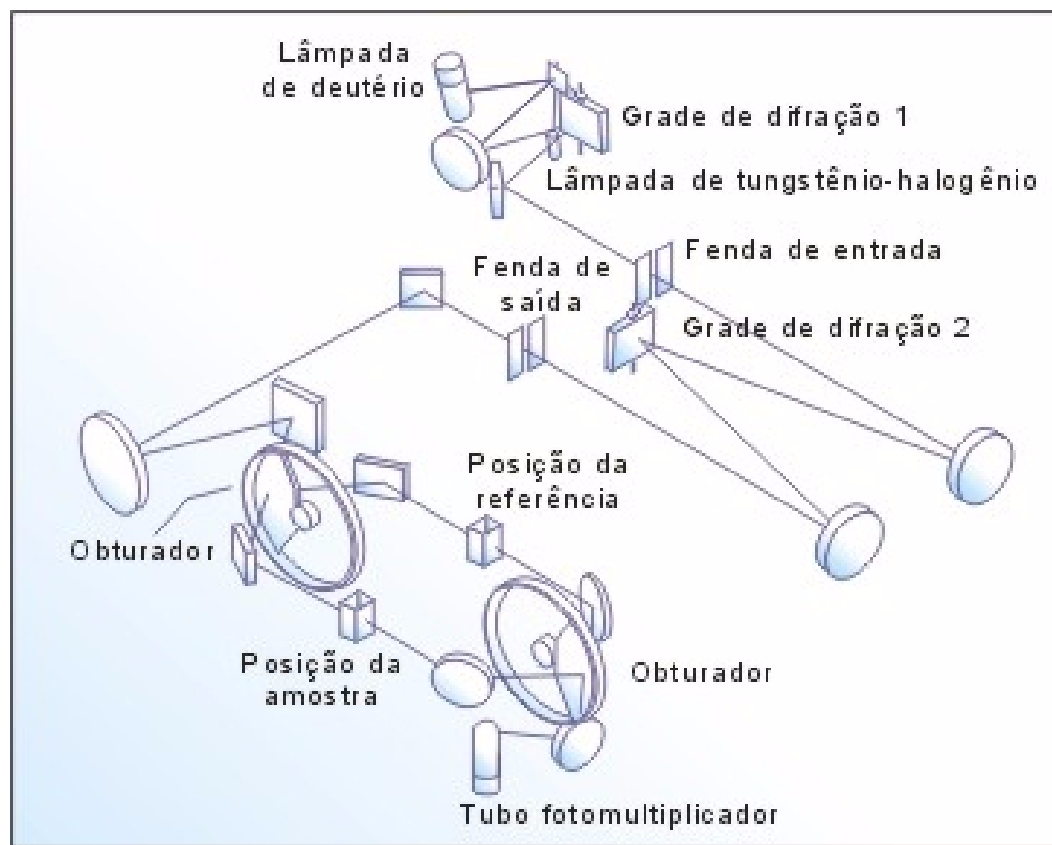 Lâmpada
de deutério
Grade de difração 1
Lâmpada de tungstênio-halogênio
Fenda de entrada
Fenda de
saída
Grade de difração 2
Posição da
referência
Obturador
Posição da
amostra
Obturador
Tubo fotomultiplicador